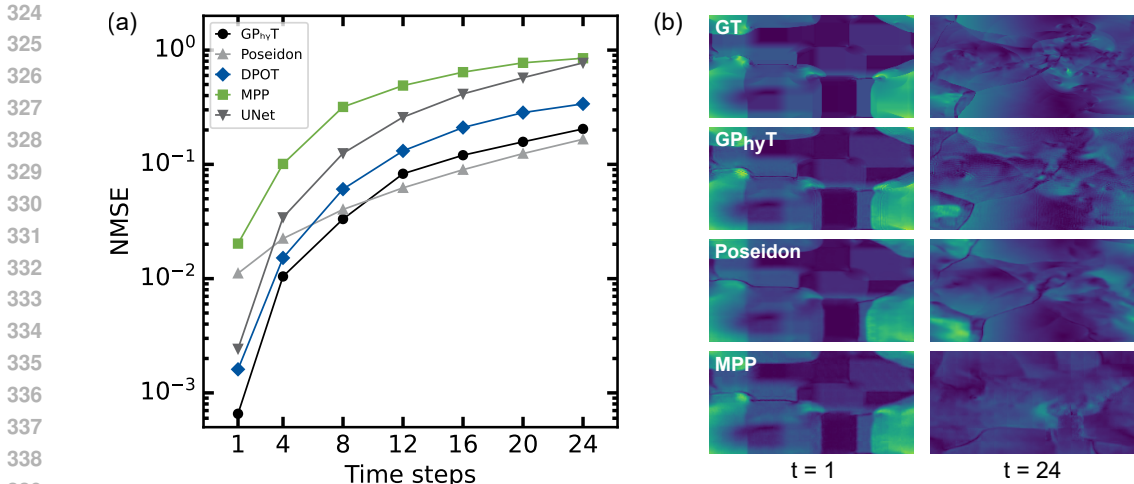 324
325
326
327
328
329
330
331
332
333
334
335
336
337
338
(a)
GPhyT
Poseidon
DPOT
MPP
UNet
10^0
10^-1
10^-2
10^-3
NMSE
1 4 8 12 16 20 24
Time steps
(b)
GT
GPhyT
Poseidon
MPP
t = 1 t = 24